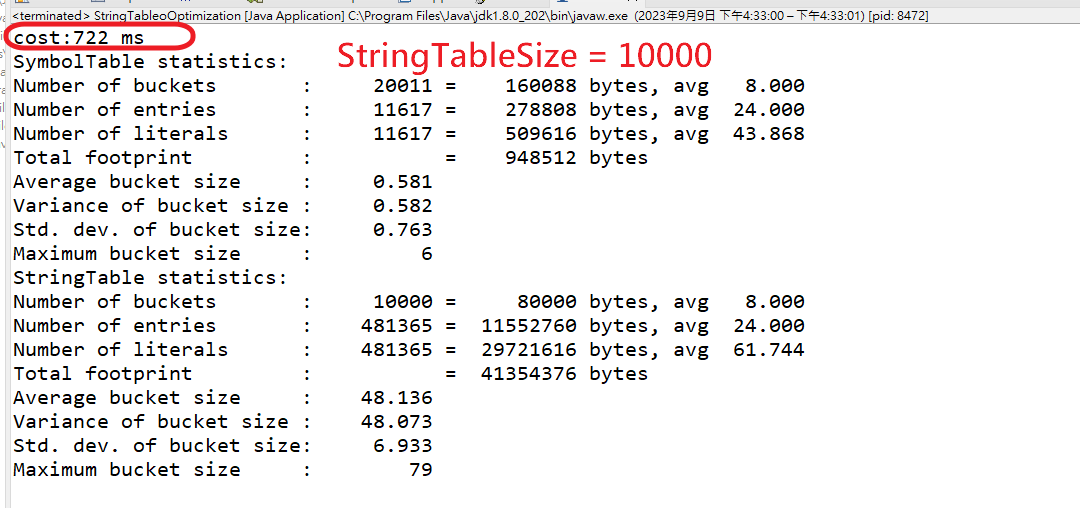 <terminated> StringTableoOptimization [Java Application] C:\Program Files\Java\jdk1.8.0_202\bin\javaw.exe (2023年9月9日 下午4:33:00 – 下午4:33:01) [pid: 8472]
cost:722 ms
StringTableSize = 10000
SymbolTable statistics:
Number of buckets       :     20011 =    160088 bytes, avg   8.000
Number of entries       :     11617 =    278808 bytes, avg  24.000
Number of literals      :     11617 =    509616 bytes, avg  43.868
Total footprint         :           =    948512 bytes
Average bucket size     :     0.581
Variance of bucket size :     0.582
Std. dev. of bucket size:     0.763
Maximum bucket size     :         6
StringTable statistics:
Number of buckets       :     10000 =     80000 bytes, avg   8.000
Number of entries       :    481365 =  11552760 bytes, avg  24.000
Number of literals      :    481365 =  29721616 bytes, avg  61.744
Total footprint         :           =  41354376 bytes
Average bucket size     :    48.136
Variance of bucket size :    48.073
Std. dev. of bucket size:     6.933
Maximum bucket size     :        79